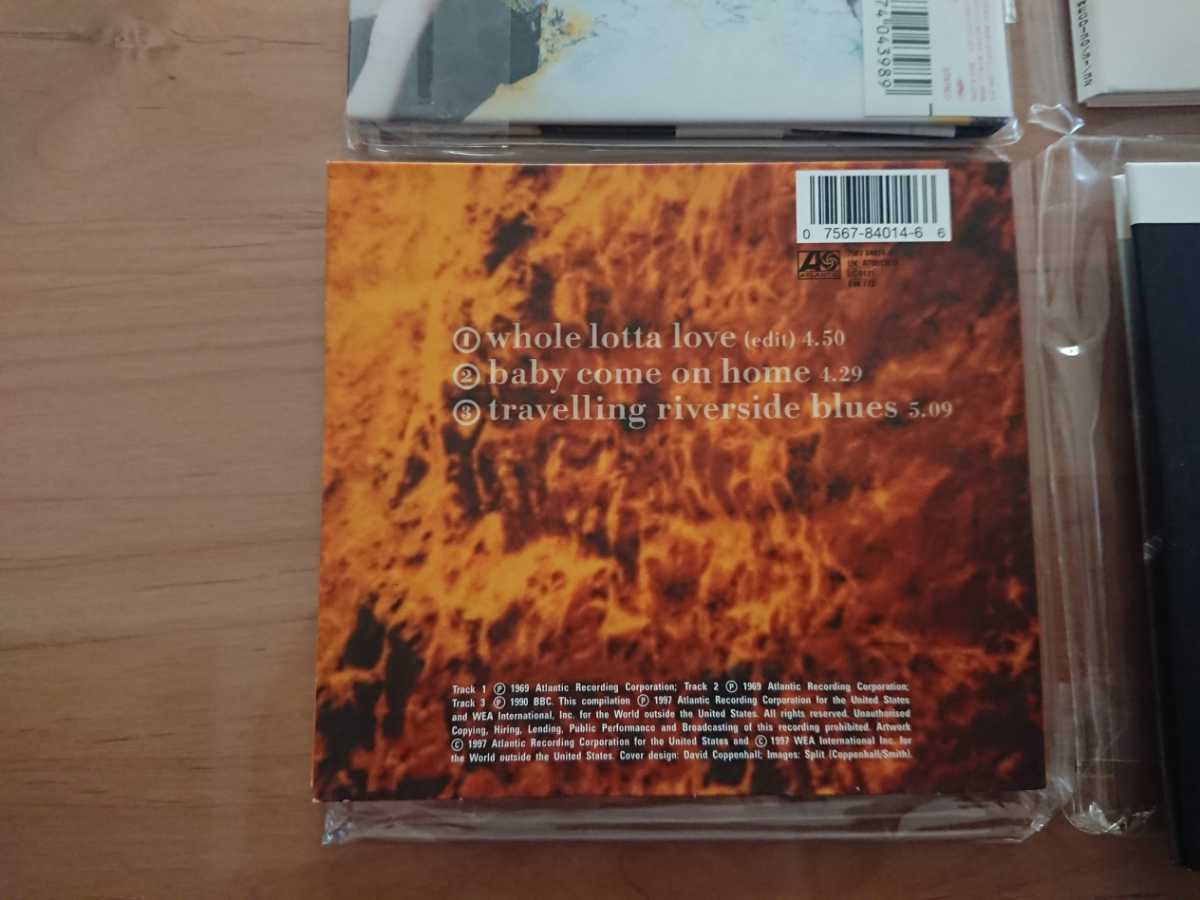 74 043989
0 7567-84014-6 6
ATLANTIC
1 whole lotta love (edit) 4.50
2 baby come on home 4.29
3 travelling riverside blues 5.09
Track 1 ℗ 1969 Atlantic Recording Corporation; Track 2 ℗ 1969 Atlantic Recording Corporation;
Track 3 ℗ 1990 BBC. This compilation ℗ 1997 Atlantic Recording Corporation for the United States
and WEA International, Inc. for the World outside the United States. All rights reserved. Unauthorised
Copying, Hiring, Lending, Public Performance and Broadcasting of this recording prohibited. Artwork
© 1997 Atlantic Recording Corporation for the United States and © 1997 WEA International Inc. for
the World outside the United States. Cover design: David Coppenhall; Images: Split (Coppenhall/Smith).